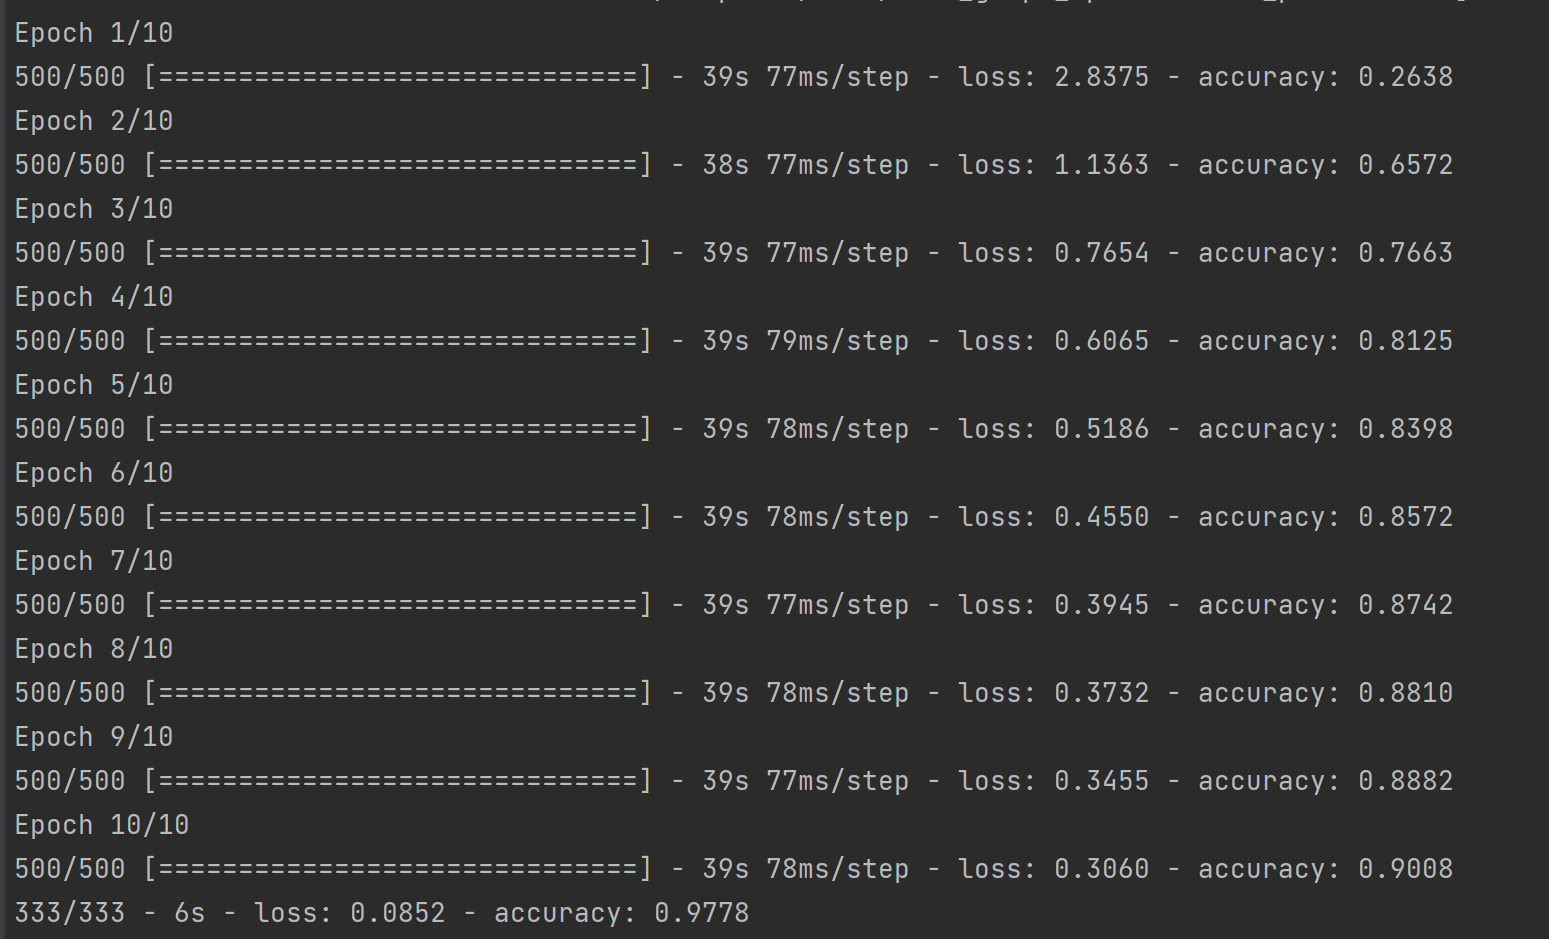 Epoch 1/10
500/500 [==============================] - 39s 77ms/step - loss: 2.8375 - accuracy: 0.2638
Epoch 2/10
500/500 [==============================] - 38s 77ms/step - loss: 1.1363 - accuracy: 0.6572
Epoch 3/10
500/500 [==============================] - 39s 77ms/step - loss: 0.7654 - accuracy: 0.7663
Epoch 4/10
500/500 [==============================] - 39s 79ms/step - loss: 0.6065 - accuracy: 0.8125
Epoch 5/10
500/500 [==============================] - 39s 78ms/step - loss: 0.5186 - accuracy: 0.8398
Epoch 6/10
500/500 [==============================] - 39s 78ms/step - loss: 0.4550 - accuracy: 0.8572
Epoch 7/10
500/500 [==============================] - 39s 77ms/step - loss: 0.3945 - accuracy: 0.8742
Epoch 8/10
500/500 [==============================] - 39s 78ms/step - loss: 0.3732 - accuracy: 0.8810
Epoch 9/10
500/500 [==============================] - 39s 77ms/step - loss: 0.3455 - accuracy: 0.8882
Epoch 10/10
500/500 [==============================] - 39s 78ms/step - loss: 0.3060 - accuracy: 0.9008
333/333 - 6s - loss: 0.0852 - accuracy: 0.9778